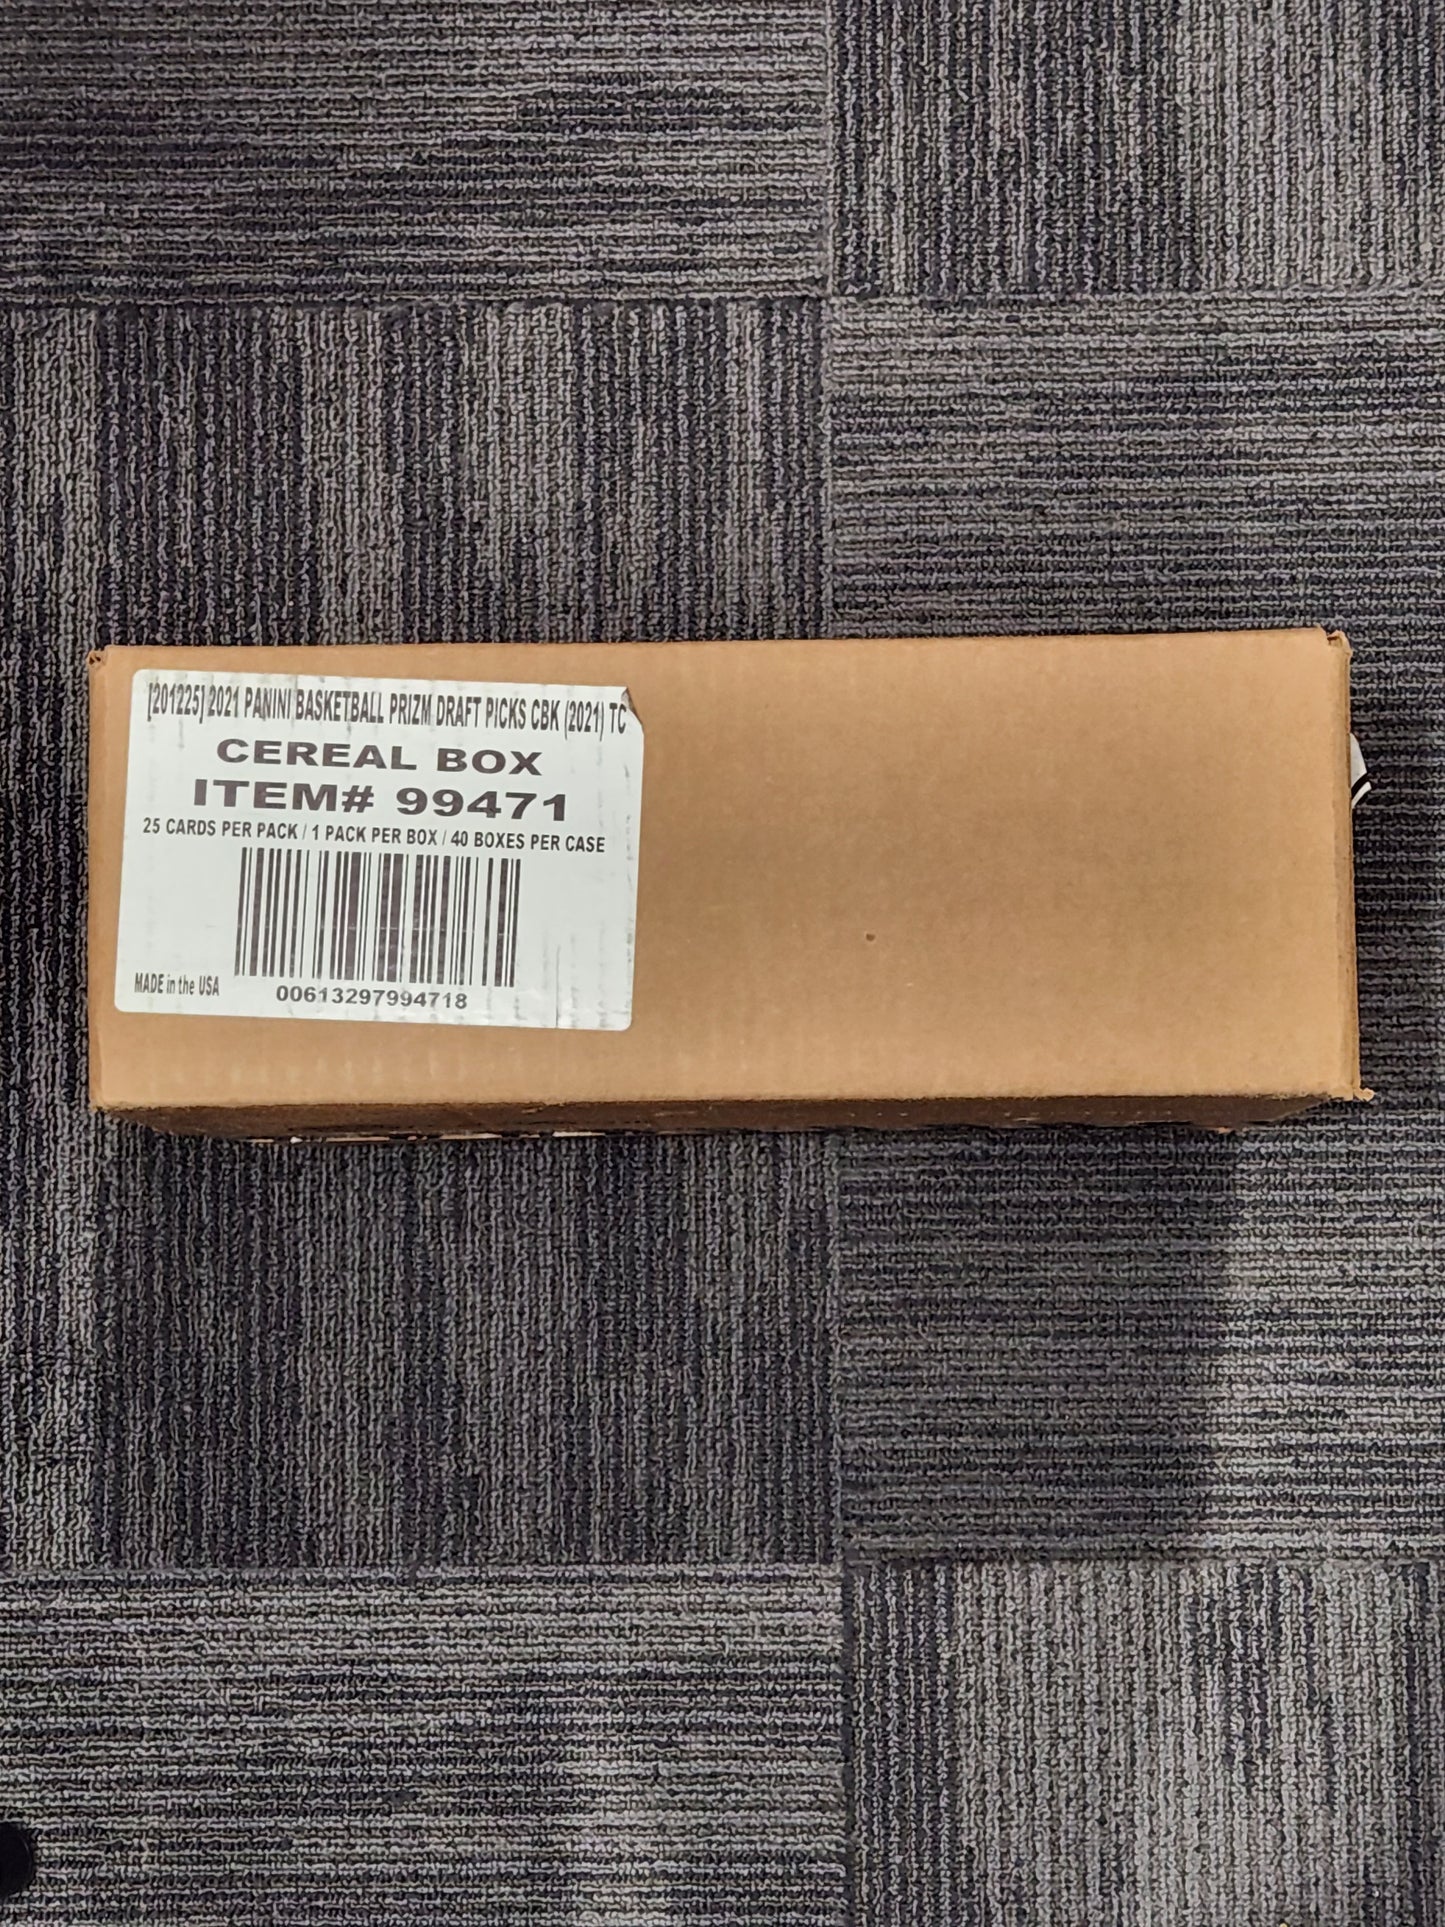 [201225] 2021 PANINI BASKETBALL PRIZM DRAFT PICKS CBK (2021) TC
CEREAL BOX
ITEM# 99471
25 CARDS PER PACK / 1 PACK PER BOX / 40 BOXES PER CASE
MADE in the USA
00613297994718